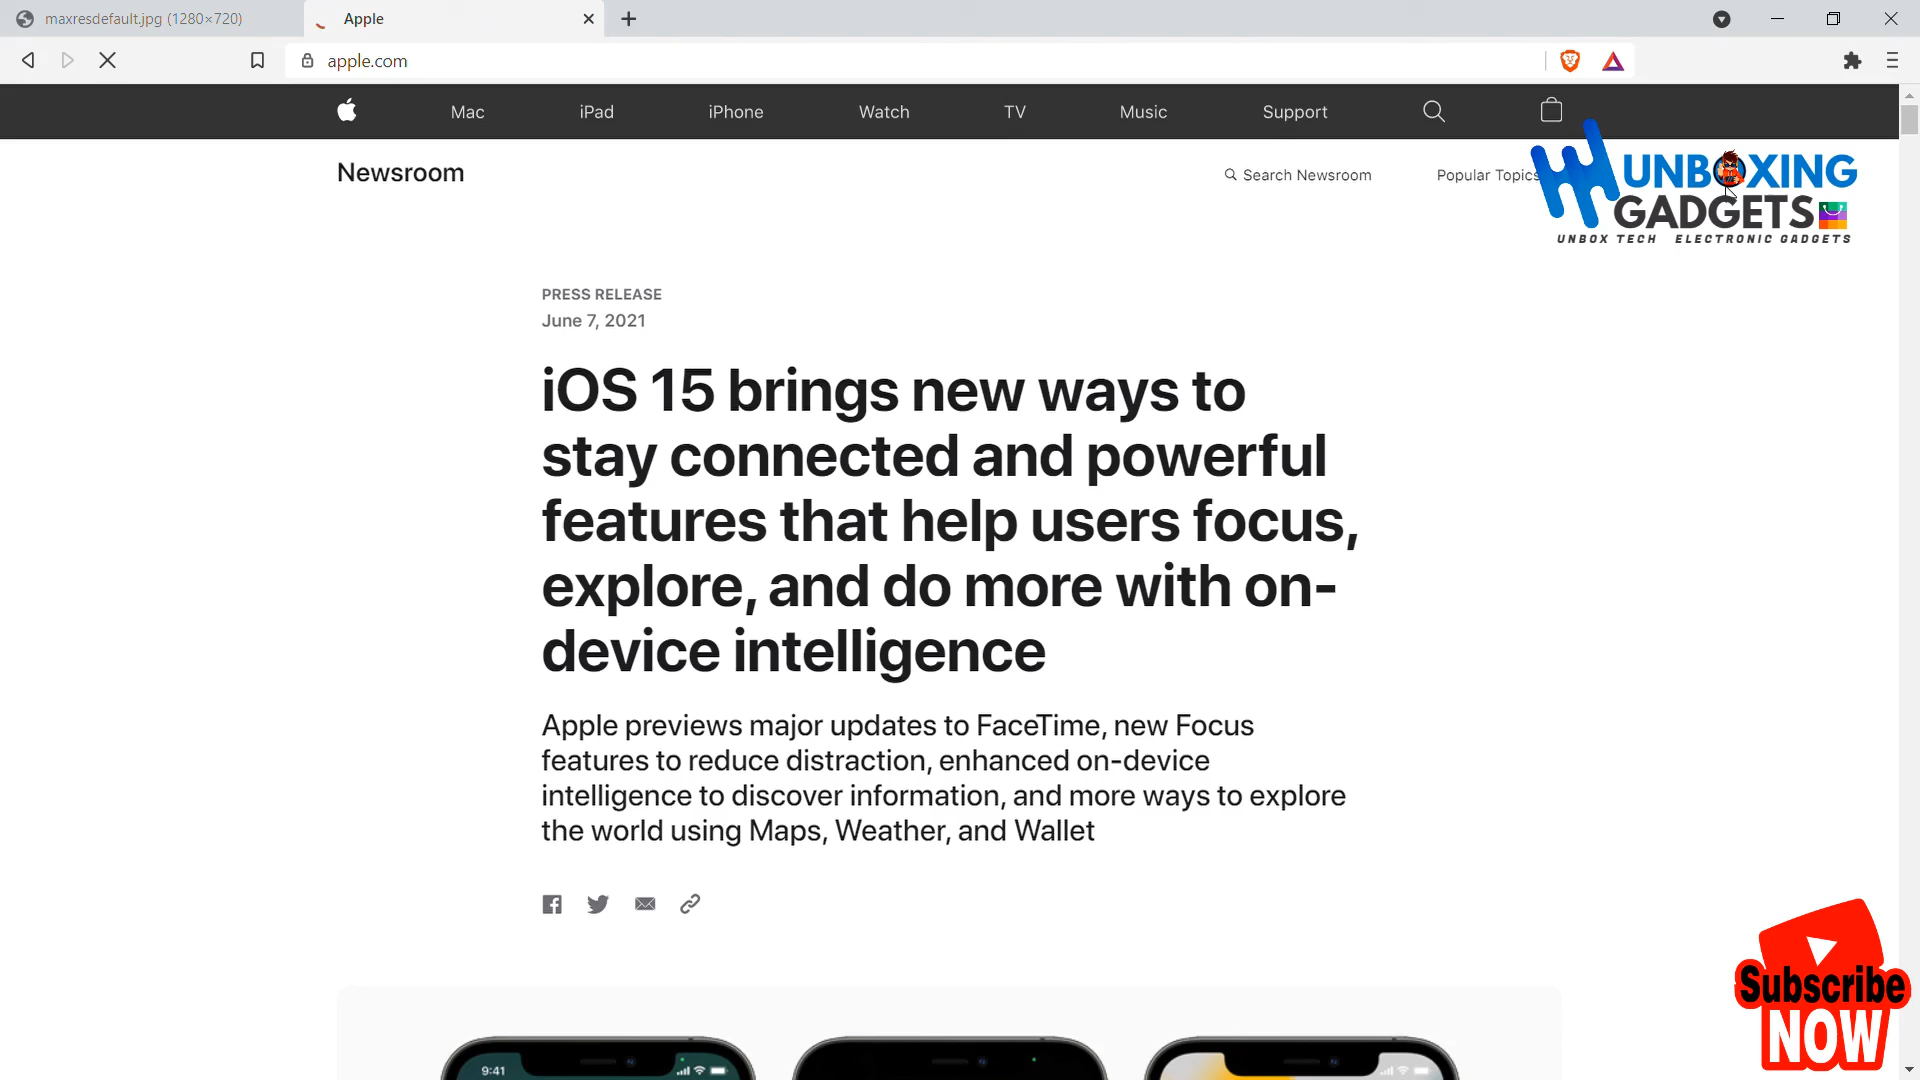 maxresdefault.jpg (1280×720)
Apple
apple.com
Mac
iPad
iPhone
Watch
TV
Music
Support
Newsroom
Search Newsroom
Popular Topics
UNBOXING
GADGETS
UNBOX TECH ELECTRONIC GADGETS
PRESS RELEASE
June 7, 2021
iOS 15 brings new ways to
stay connected and powerful
features that help users focus,
explore, and do more with on-
device intelligence
Apple previews major updates to FaceTime, new Focus
features to reduce distraction, enhanced on-device
intelligence to discover information, and more ways to explore
the world using Maps, Weather, and Wallet
9:41
Subscribe
NOW